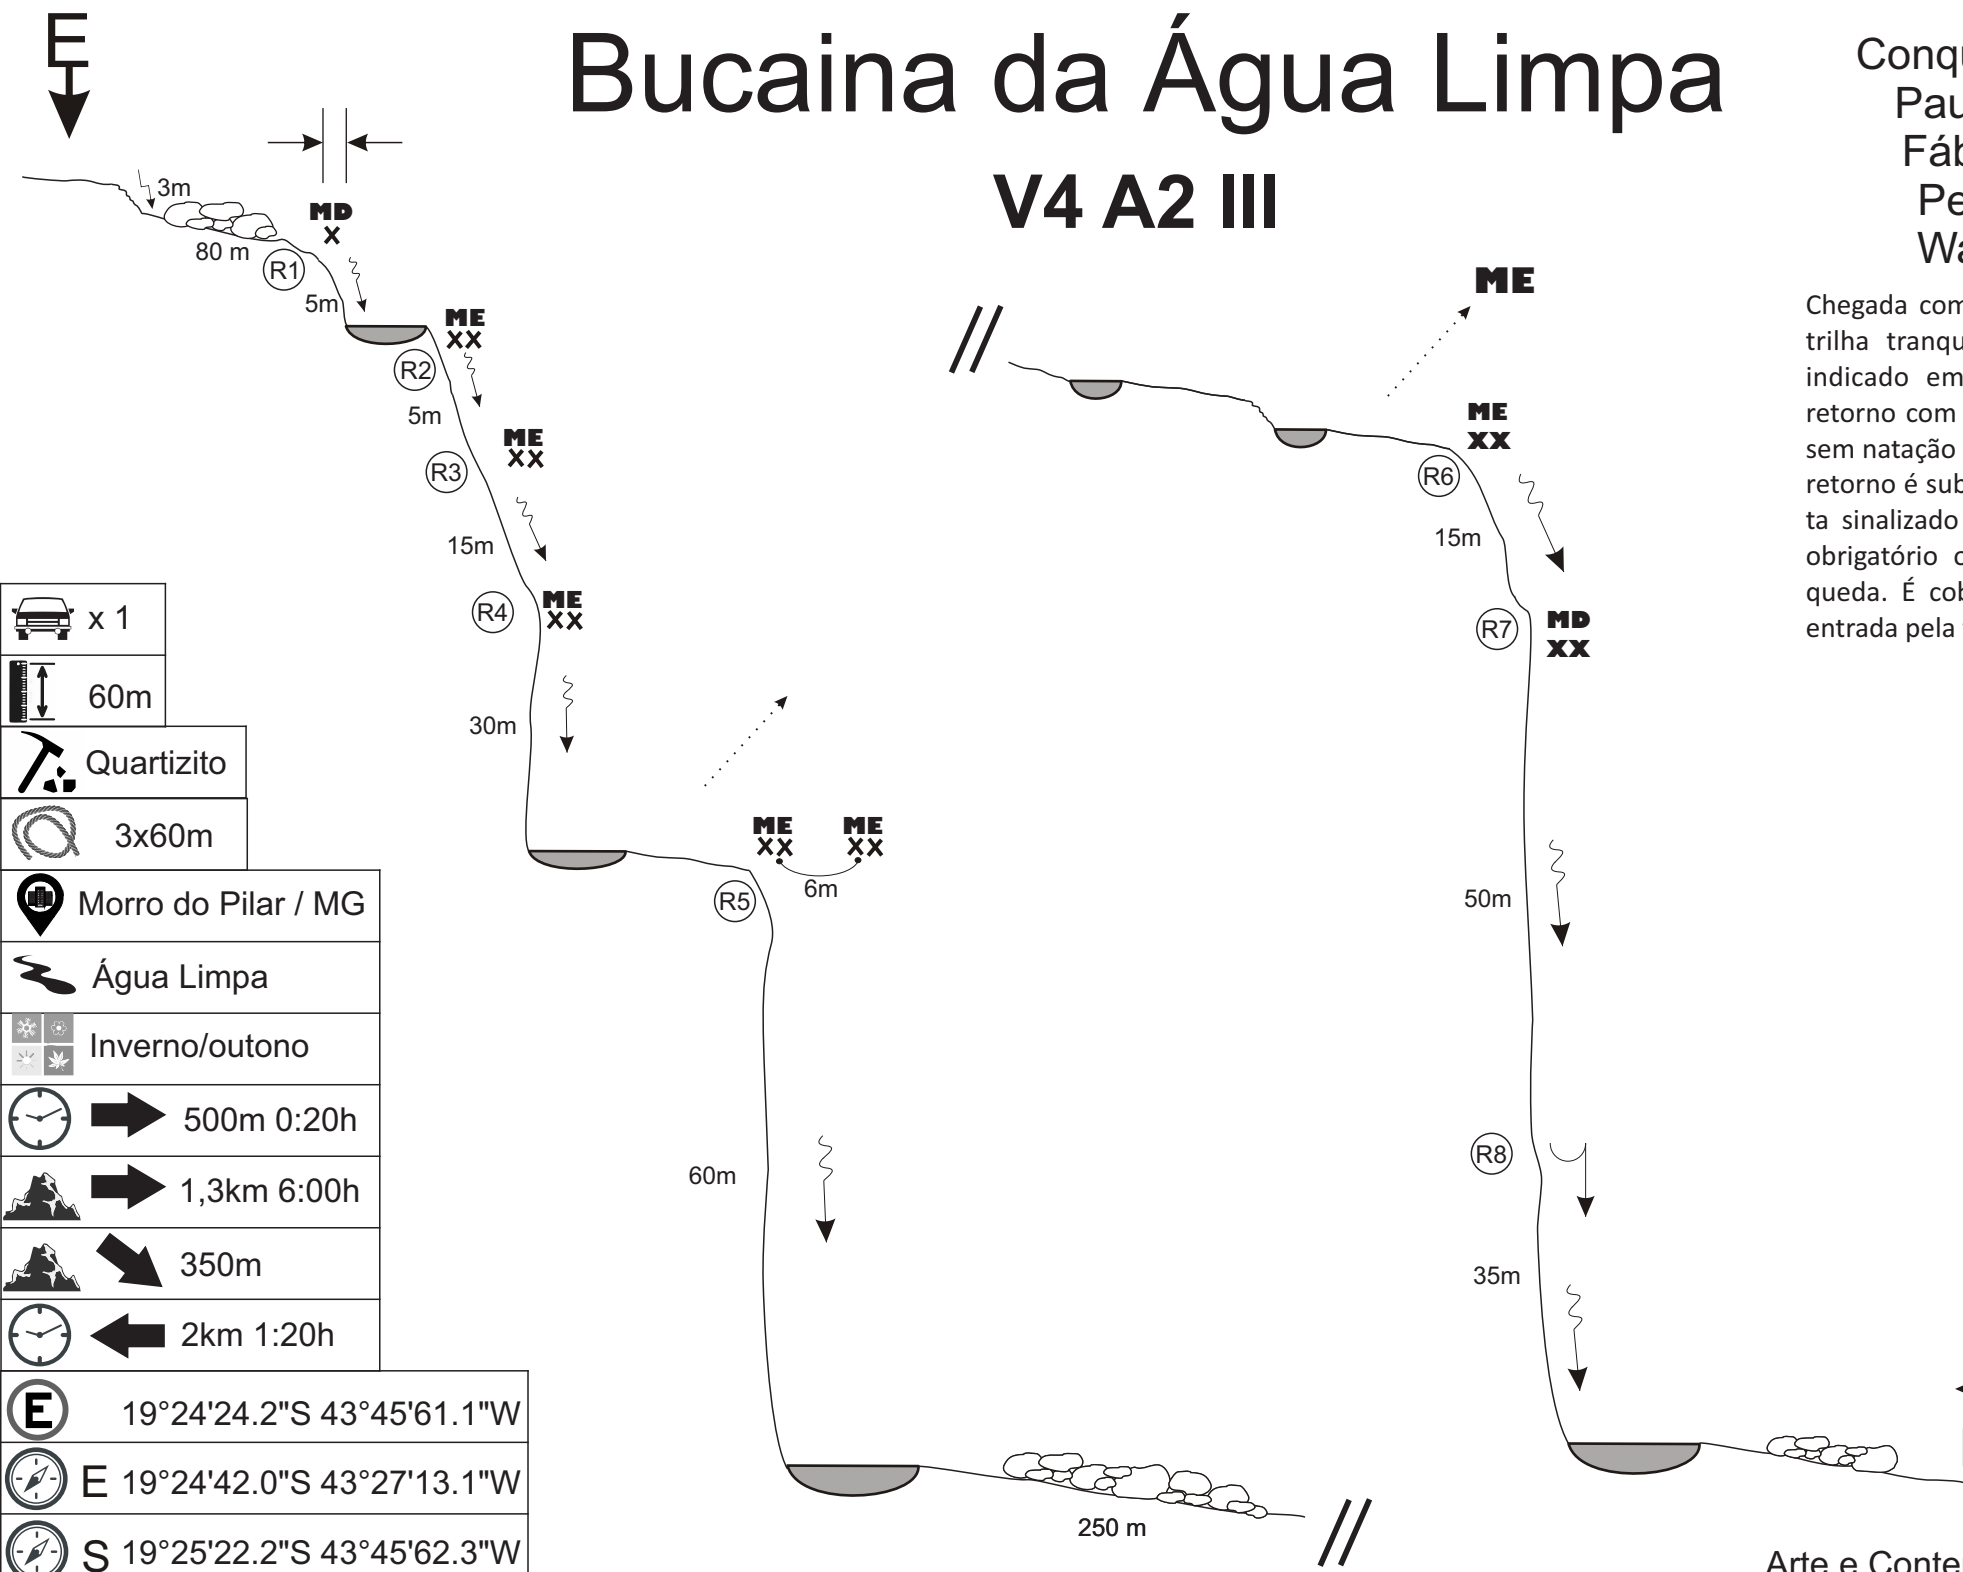 E
Bucaina da Água Limpa
V4 A2 III
3m
80 m
MD
X
R1
5m
ME
XX
R2
5m
ME
XX
R3
15m
ME
XX
R4
30m
ME XX
ME XX
6m
R5
60m
250 m
ME
ME
XX
R6
15m
MD
XX
R7
50m
R8
35m
x 1
60m
Quartizito
3x60m
Morro do Pilar / MG
Água Limpa
Inverno/outono
500m 0:20h
1,3km 6:00h
350m
2km 1:20h
E 19°24'24.2"S 43°45'61.1"W
E 19°24'42.0"S 43°27'13.1"W
S 19°25'22.2"S 43°45'62.3"W
Chegada
trilha
indicado em
retorno com
sem natação
retorno é
ta sinalizado
obrigatório
queda. É
entrada pela
Arte e